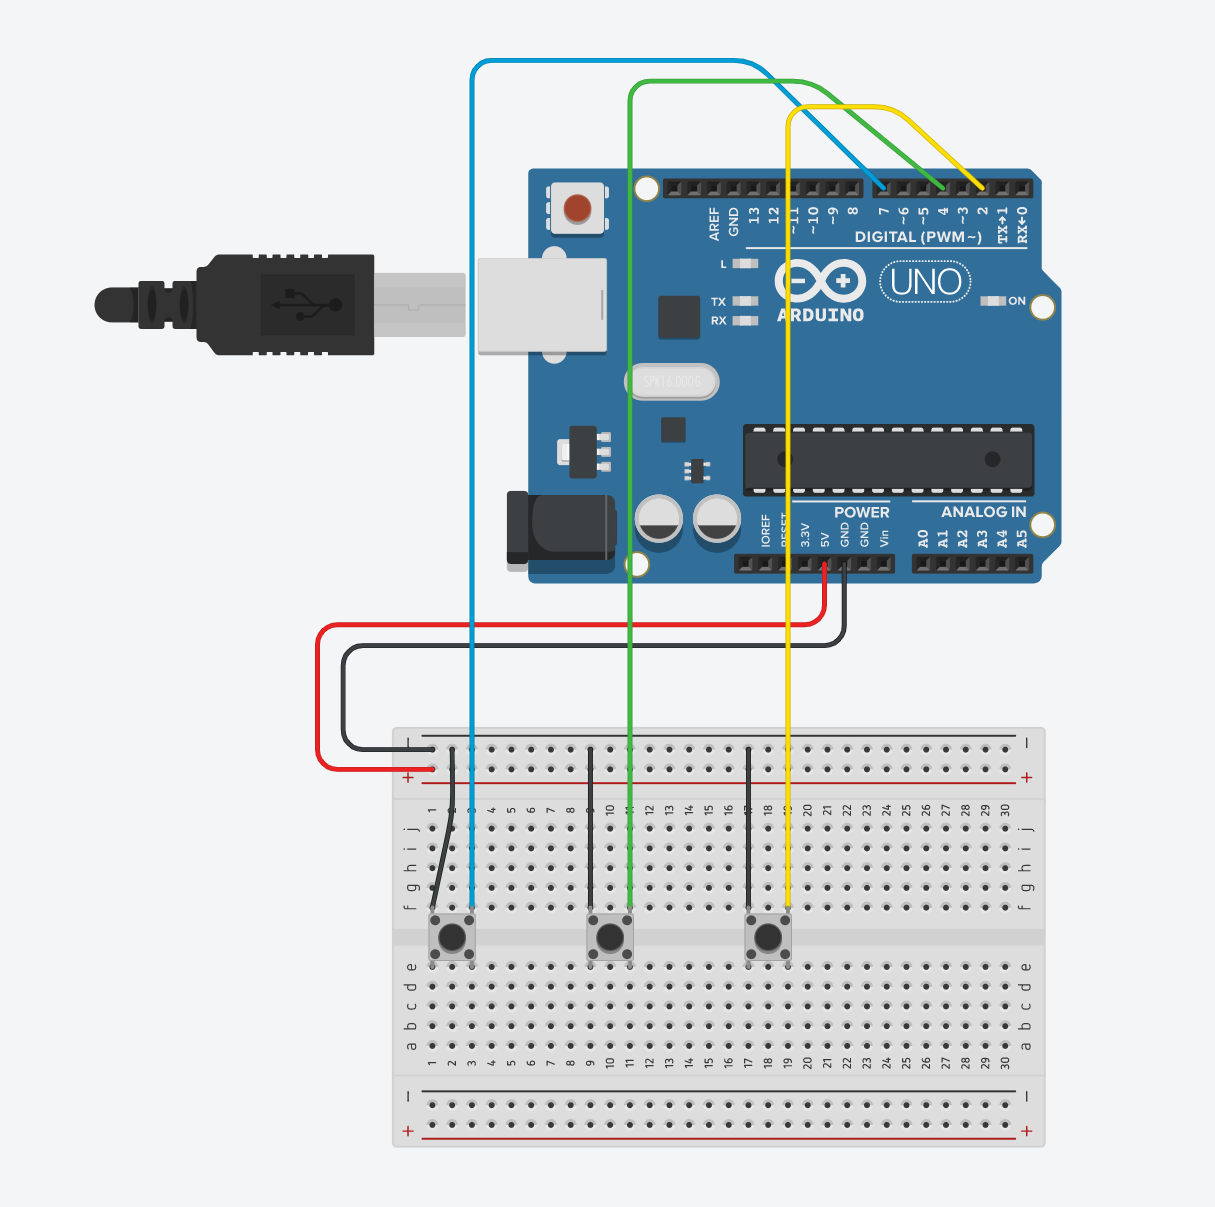 AREF GND 13 12 ~11 ~10 ~9 8 7 ~6 ~5 4 ~3 2 TX→1 RX←0
DIGITAL (PWM~)
L
TX
RX
ARDUINO
UNO
ON
SPK16.000G
POWER
ANALOG IN
IOREF RESET 3.3V 5V GND GND Vin A0 A1 A2 A3 A4 A5
− −
+ +
1 2 3 4 5 6 7 8 9 10 11 12 13 14 15 16 17 18 19 20 21 22 23 24 25 26 27 28 29 30
j j
i i
h h
g g
f f
e e
d d
c c
b b
a a
1 2 3 4 5 6 7 8 9 10 11 12 13 14 15 16 17 18 19 20 21 22 23 24 25 26 27 28 29 30
− −
+ +